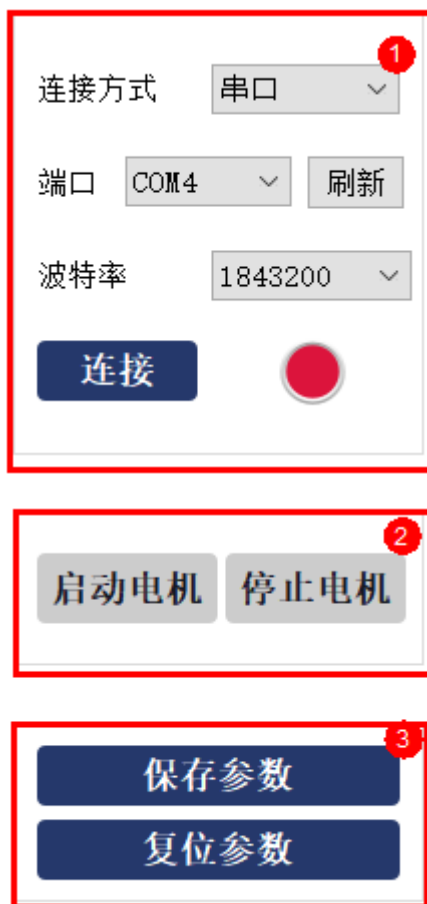 1
连接方式 串口
端口 COM4 刷新
波特率 1843200
连接
2
启动电机 停止电机
3
保存参数
复位参数